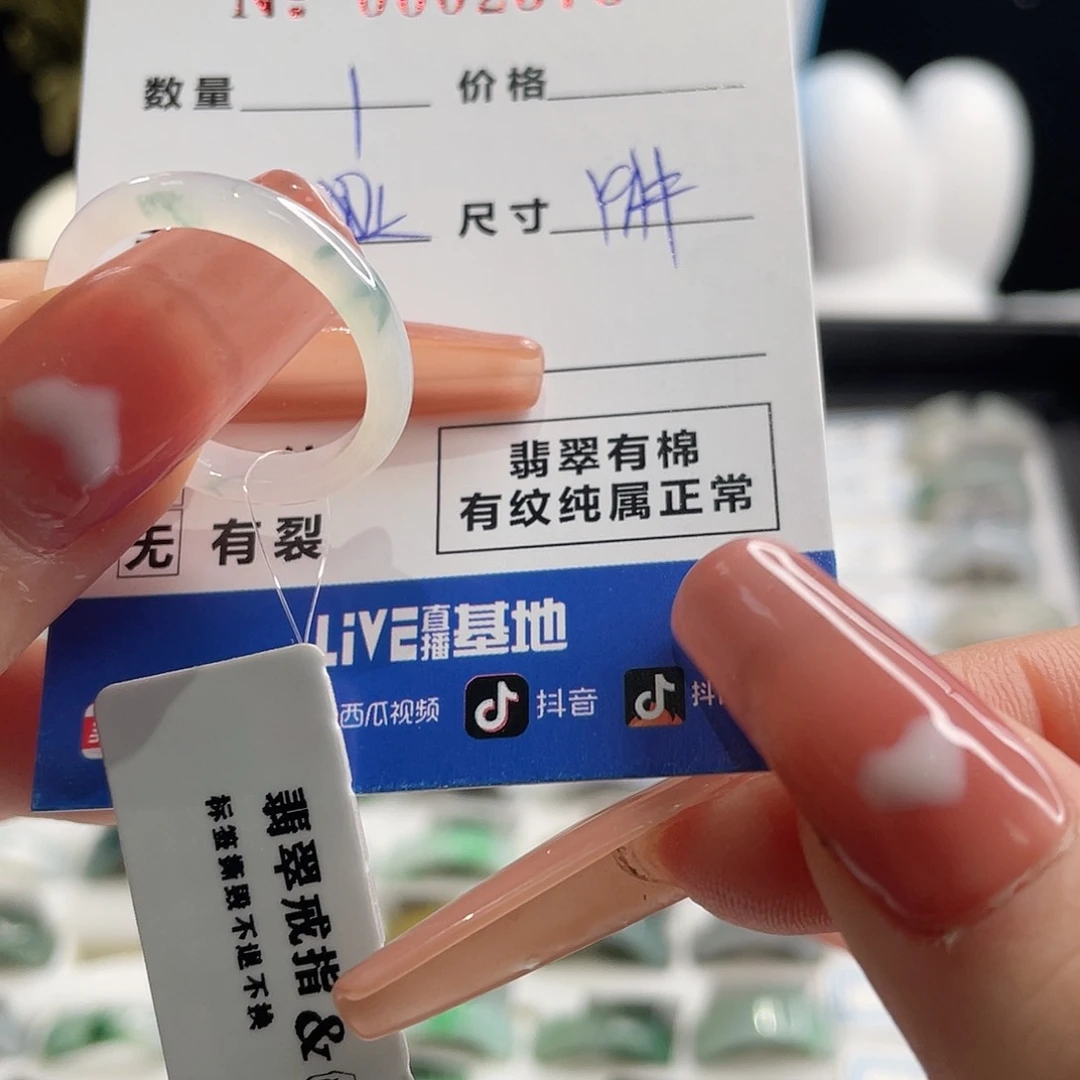 数量 1 价格
尺寸
翡翠有棉
有纹纯属正常
无 有裂
LiVE直播基地
西瓜视频 抖音
翡翠戒指&
标签撕毁不退不换